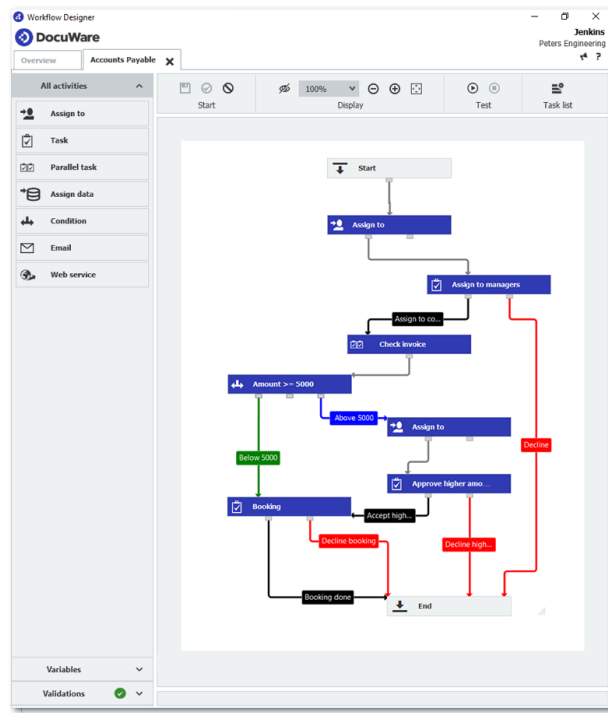 Workflow Designer
DocuWare
Jenkins
Peters Engineering
?
Overview
Accounts Payable
All activities
Assign to
Task
Parallel task
Assign data
Condition
Email
Web service
Variables
Validations
100%
Start
Display
Test
Task list
Start
Assign to
Assign to managers
Assign to co...
Check invoice
Amount >= 5000
Above 5000
Assign to
Decline
Below 5000
Approve higher amo...
Booking
Accept high...
Decline booking
Decline high...
Booking done
End